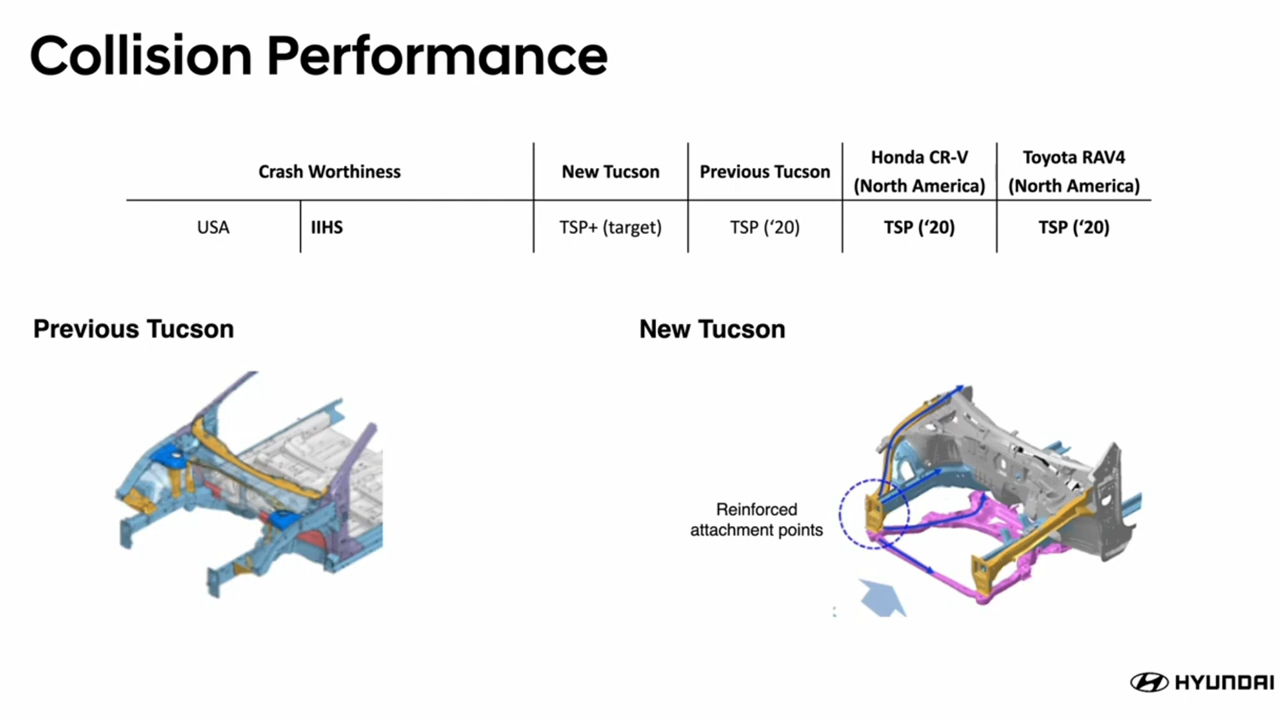 Collision Performance
Crash Worthiness
New Tucson
Previous Tucson
Honda CR-V
(North America)
Toyota RAV4
(North America)
USA
IIHS
TSP+ (target)
TSP (‘20)
TSP (‘20)
TSP (‘20)
Previous Tucson
New Tucson
Reinforced
attachment points
HYUNDAI